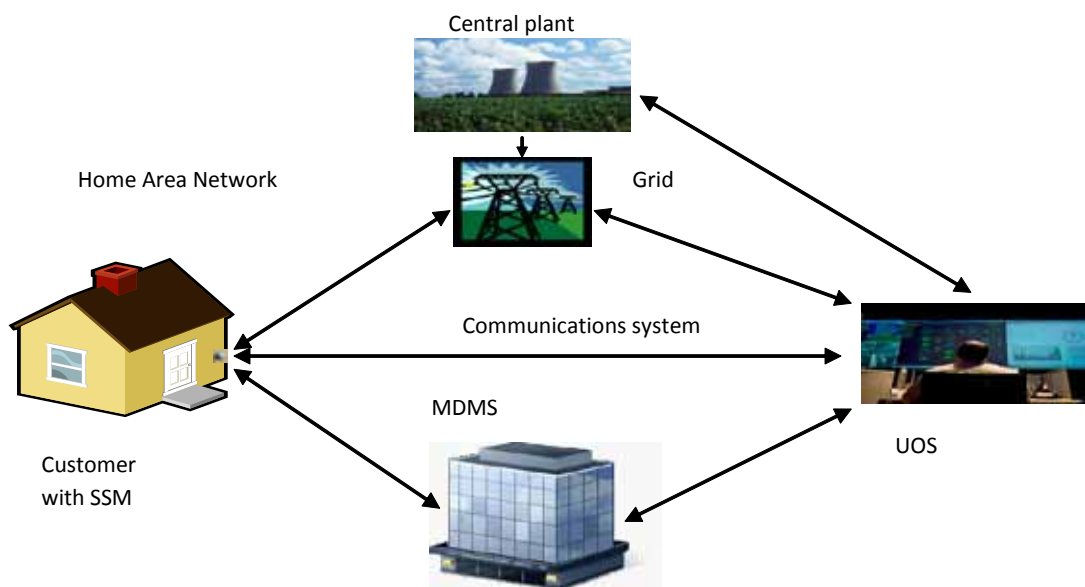 Central plant
Home Area Network
Grid
Communications system
MDMS
UOS
Customer
with SSM